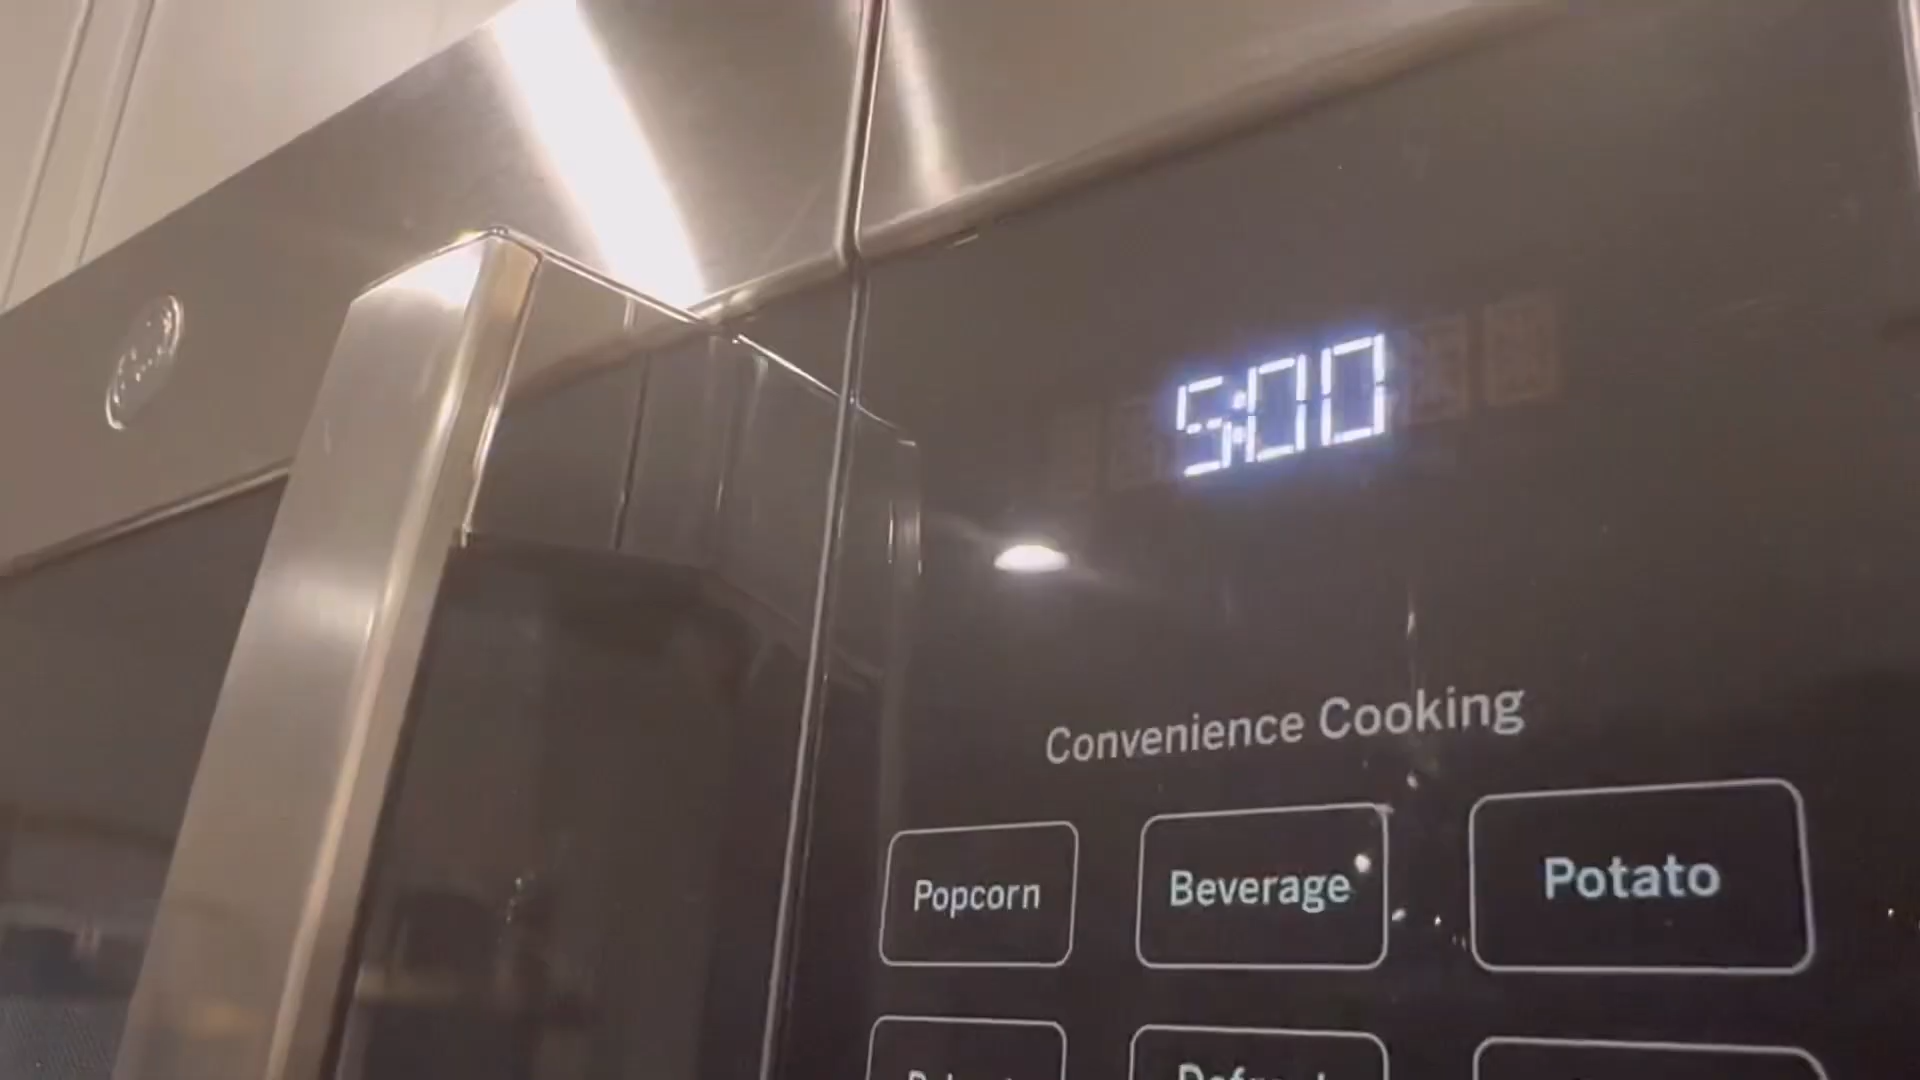 5:00
Convenience Cooking
Popcorn
Beverage
Potato